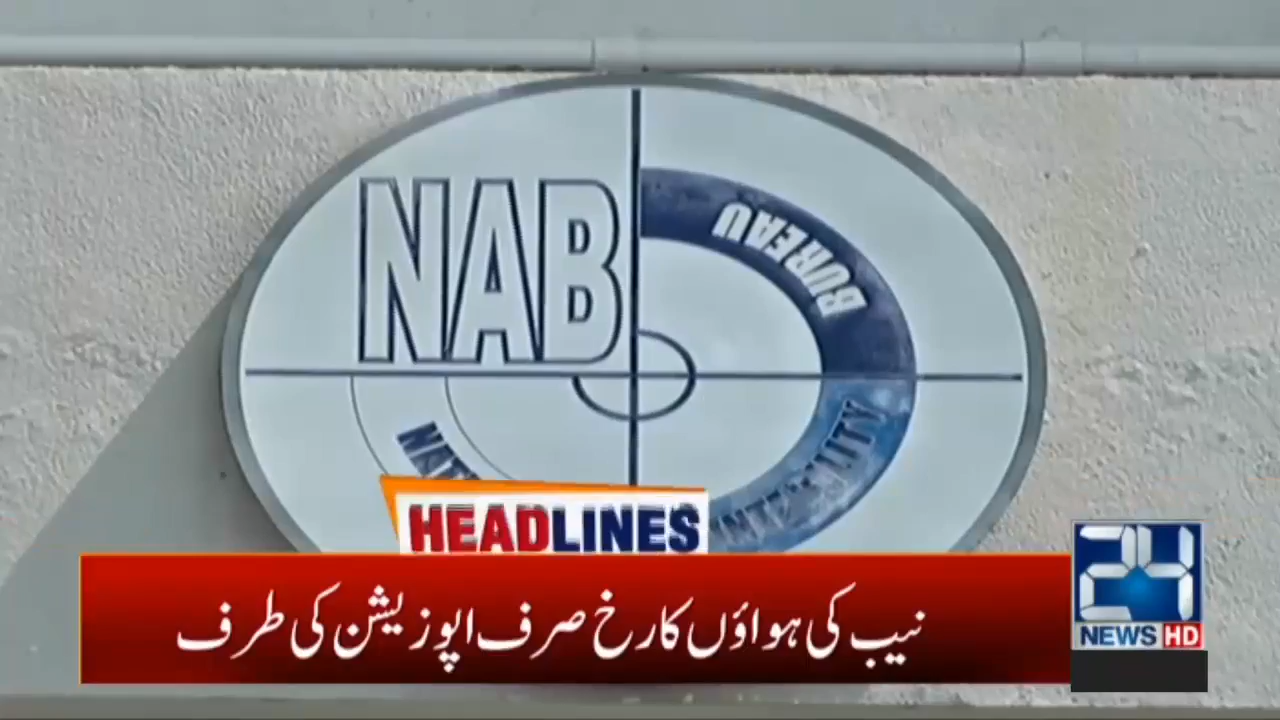 NAB
BUREAU
HEADLINES
نیب کی ہواؤں کا رخ صرف اپوزیشن کی طرف
24
NEWS HD